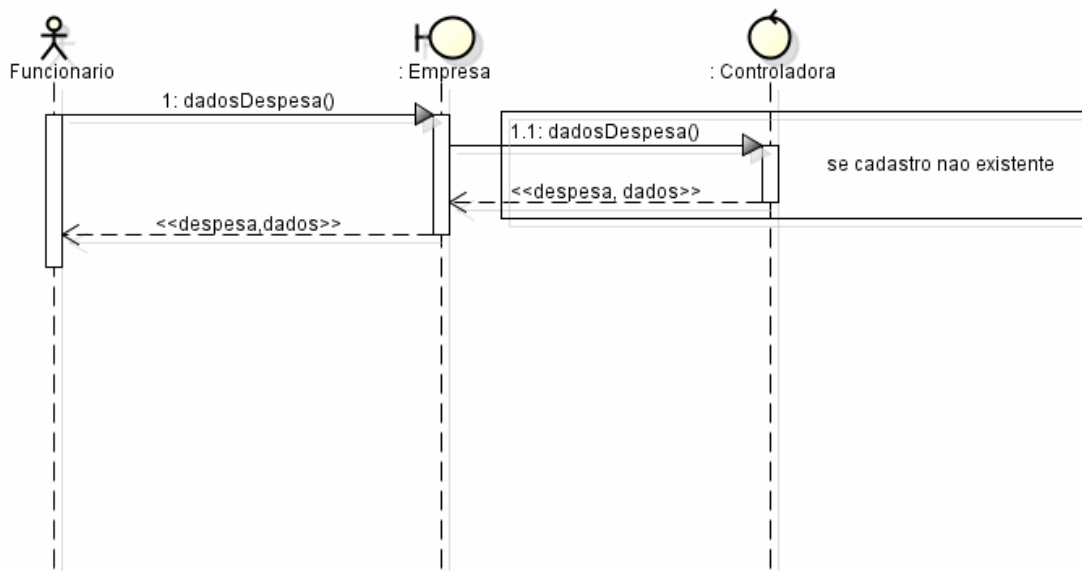 Funcionario
: Empresa
: Controladora
1: dadosDespesa()
1.1: dadosDespesa()
se cadastro nao existente
<<despesa, dados>>
<<despesa,dados>>